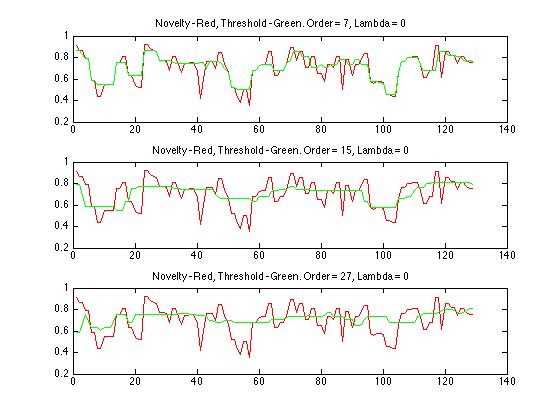 Novelty-Red, Threshold-Green. Order= 7, Lambda= 0
1
0.8
0.6
0.4
0.2
0 20 40 60 80 100 120 140
Novelty-Red, Threshold-Green. Order= 15, Lambda= 0
1
0.8
0.6
0.4
0.2
0 20 40 60 80 100 120 140
Novelty-Red, Threshold-Green. Order= 27, Lambda= 0
1
0.8
0.6
0.4
0.2
0 20 40 60 80 100 120 140